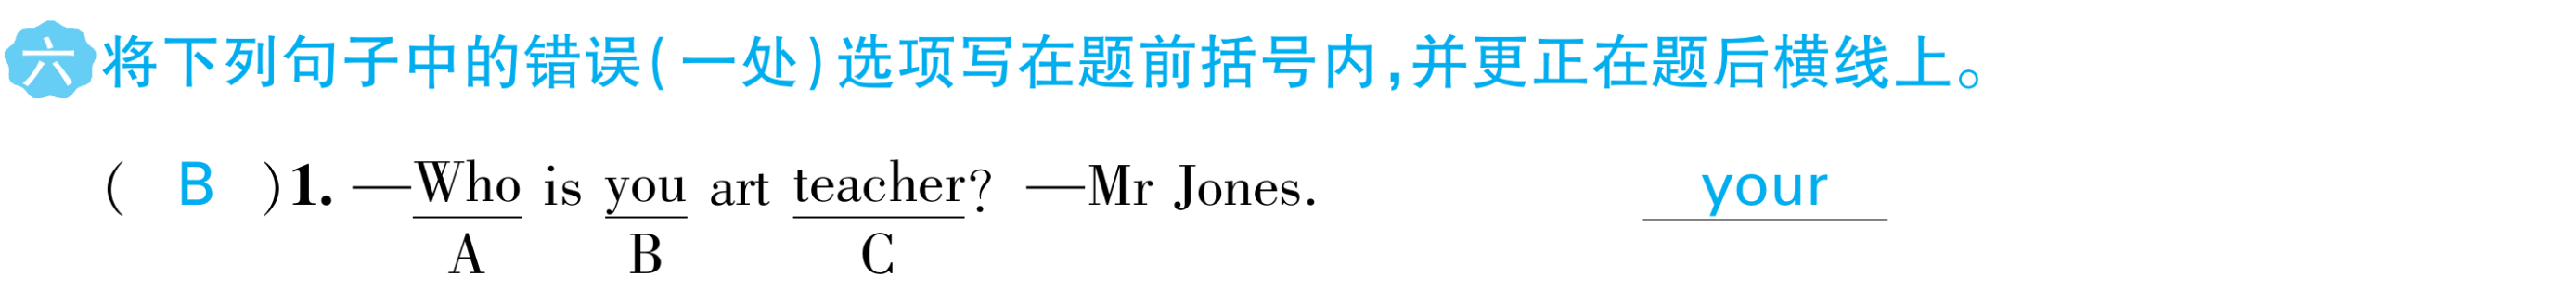 六 将下列句子中的错误(一处)选项写在题前括号内,并更正在题后横线上。
( B )1. —Who is you art teacher? —Mr Jones. your
A B C